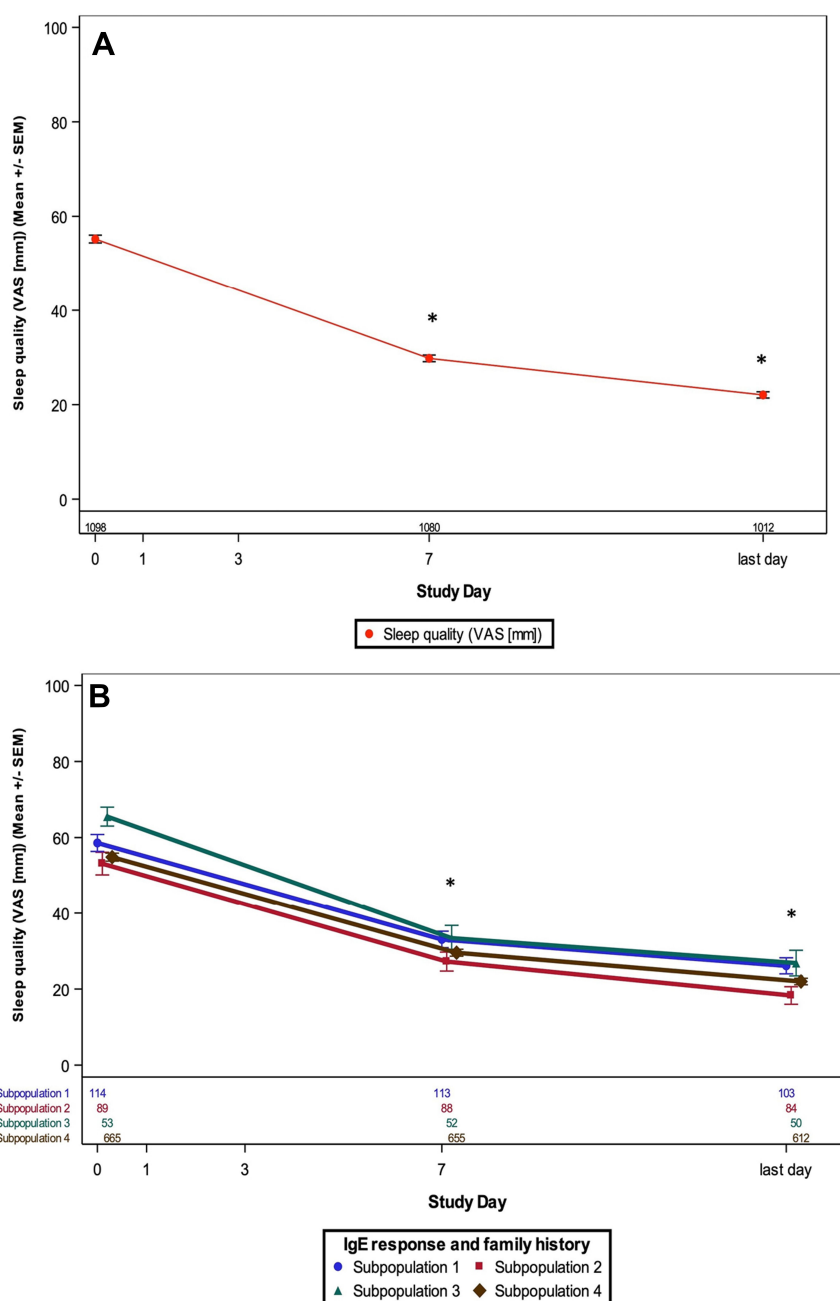 A
Sleep quality (VAS [mm]) (Mean +/- SEM)
100
80
60
40
20
0
*
*
1098 1080 1012
0 1 3 7 last day
Study Day
Sleep quality (VAS [mm])
B
Sleep quality (VAS [mm]) (Mean +/- SEM)
100
80
60
40
20
0
*
*
Subpopulation 1 114 113 103
Subpopulation 2 89 88 84
Subpopulation 3 53 52 50
Subpopulation 4 665 655 612
0 1 3 7 last day
Study Day
IgE response and family history
Subpopulation 1 Subpopulation 2
Subpopulation 3 Subpopulation 4